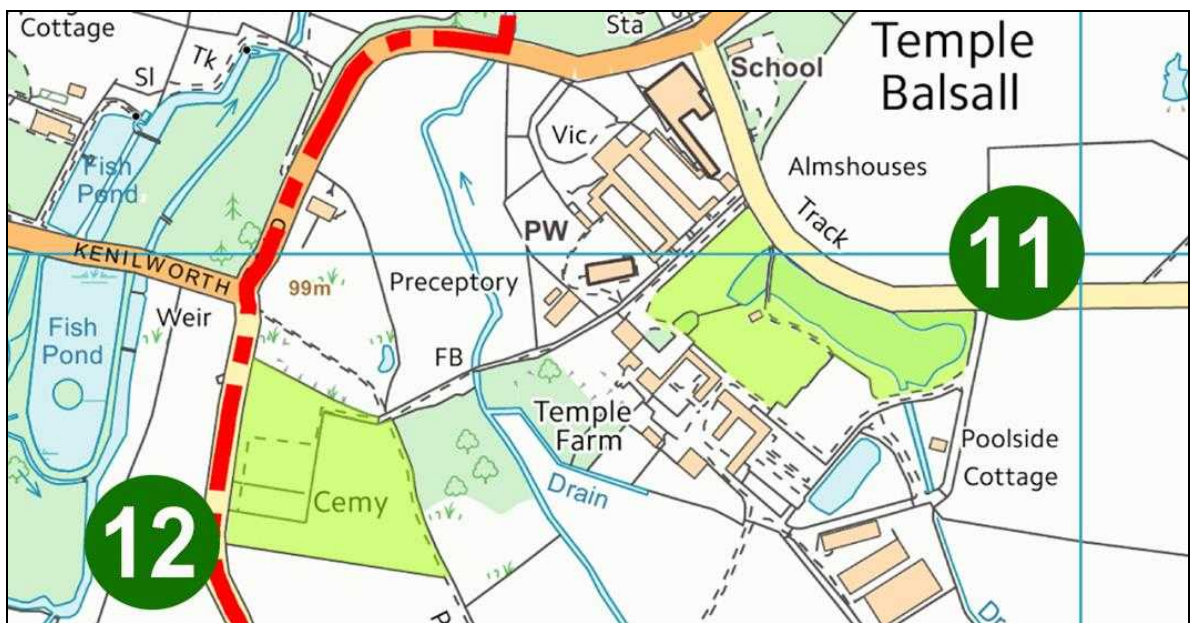 Cottage
Sta
Temple
Balsall
Tk
Sl
School
Vic
Almshouses
Fish
Pond
Track
11
PW
KENILWORTH
99m
Preceptory
Weir
Fish
Pond
FB
Temple
Farm
Poolside
Cottage
Drain
Cemy
12